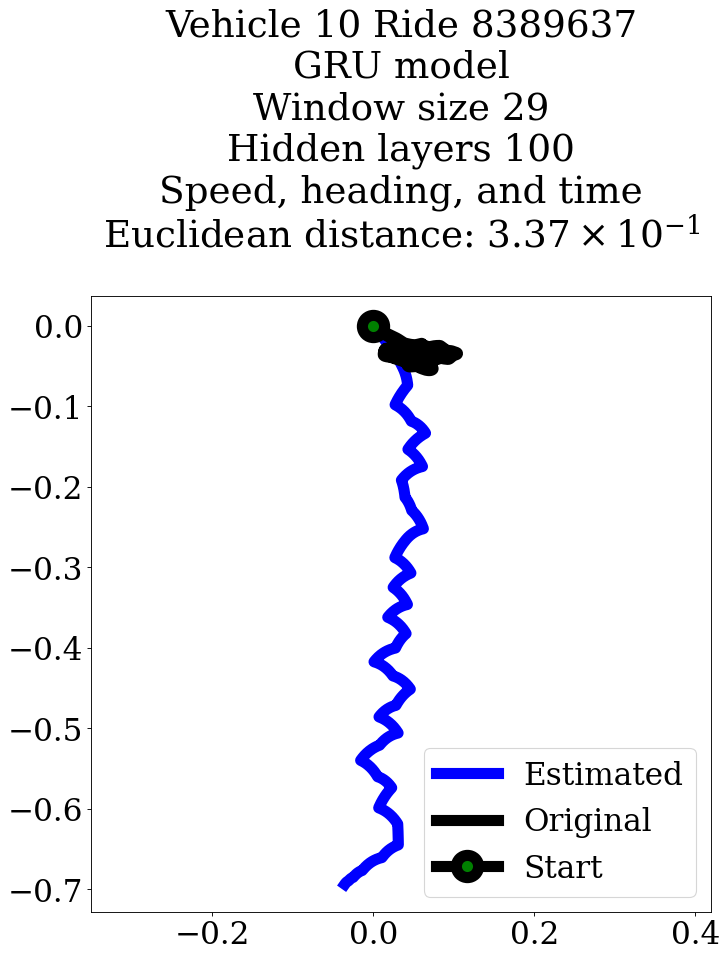 Vehicle 10 Ride 8389637
GRU model
Window size 29
Hidden layers 100
Speed, heading, and time
Euclidean distance: 3.37 × 10⁻¹
0.0
−0.1
−0.2
−0.3
−0.4
−0.5
−0.6
−0.7
Estimated
Original
Start
−0.2 0.0 0.2 0.4